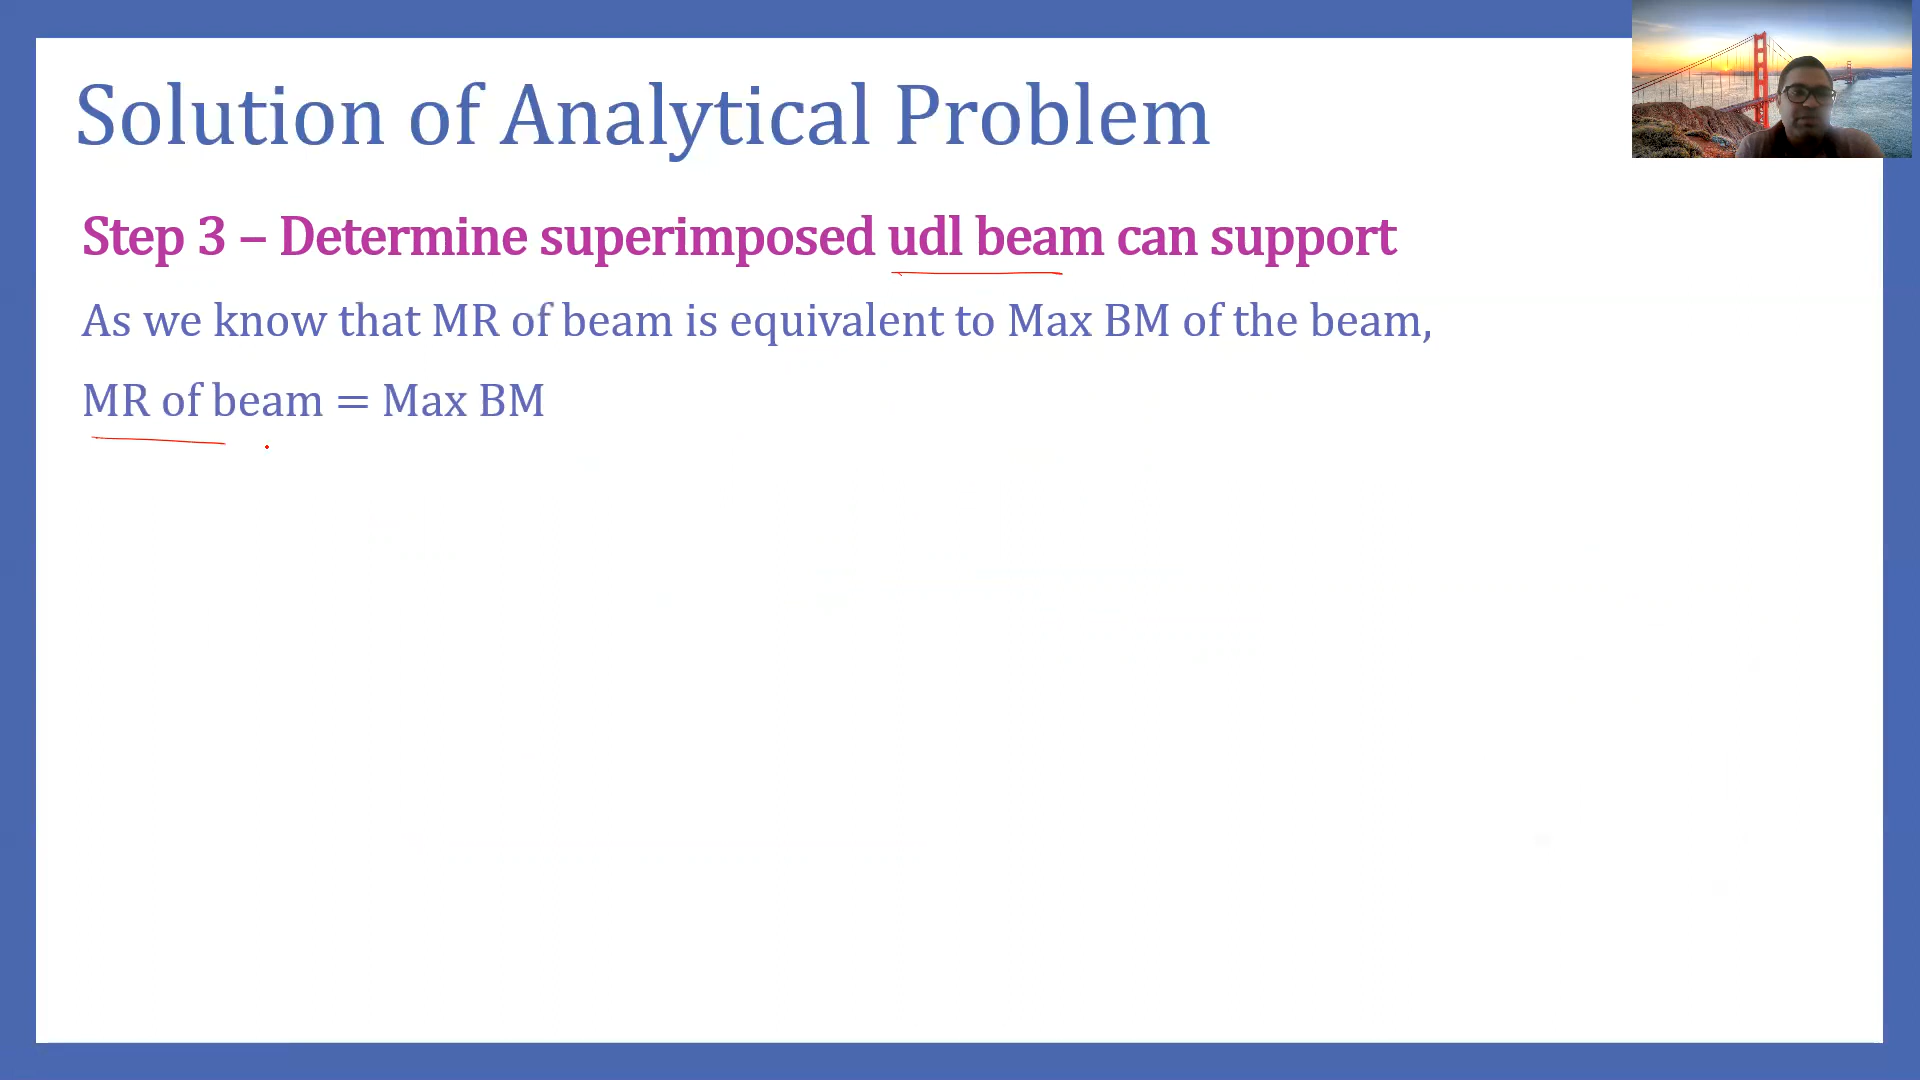 Solution of Analytical Problem
Step 3 – Determine superimposed udl beam can support
As we know that MR of beam is equivalent to Max BM of the beam,
MR of beam = Max BM